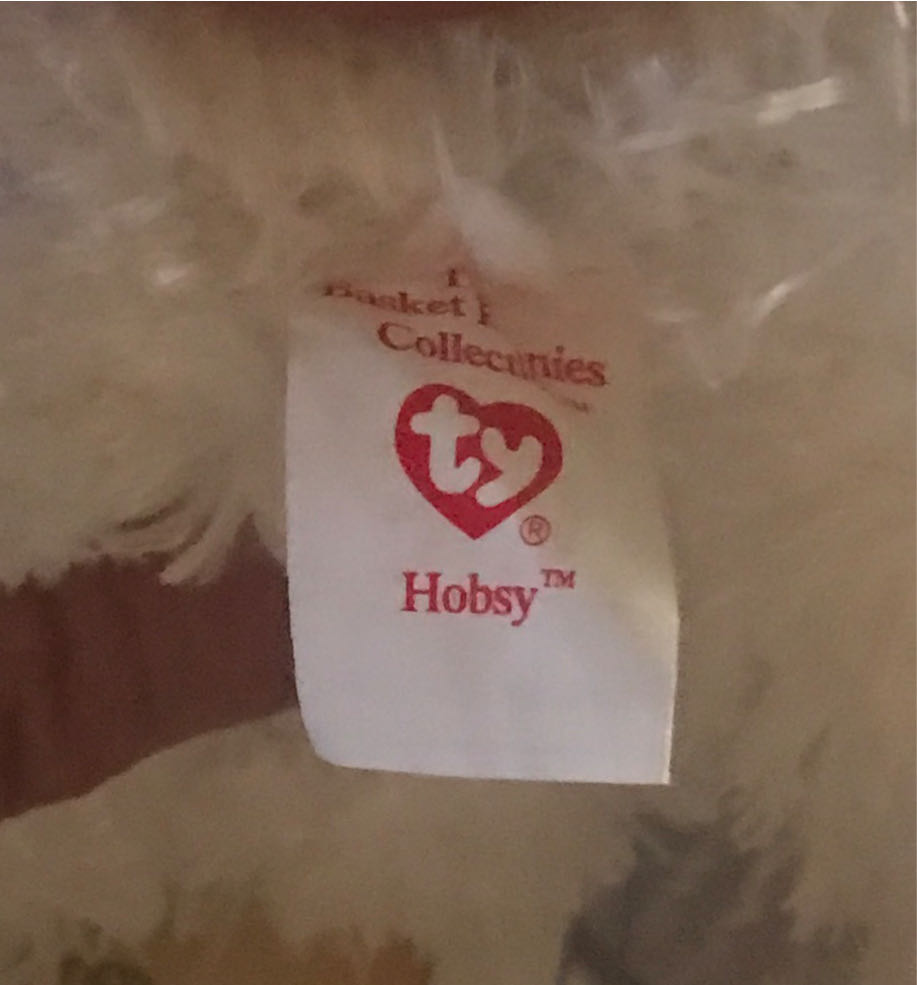 Basket
Collectibles
ty
®
Hobsy™